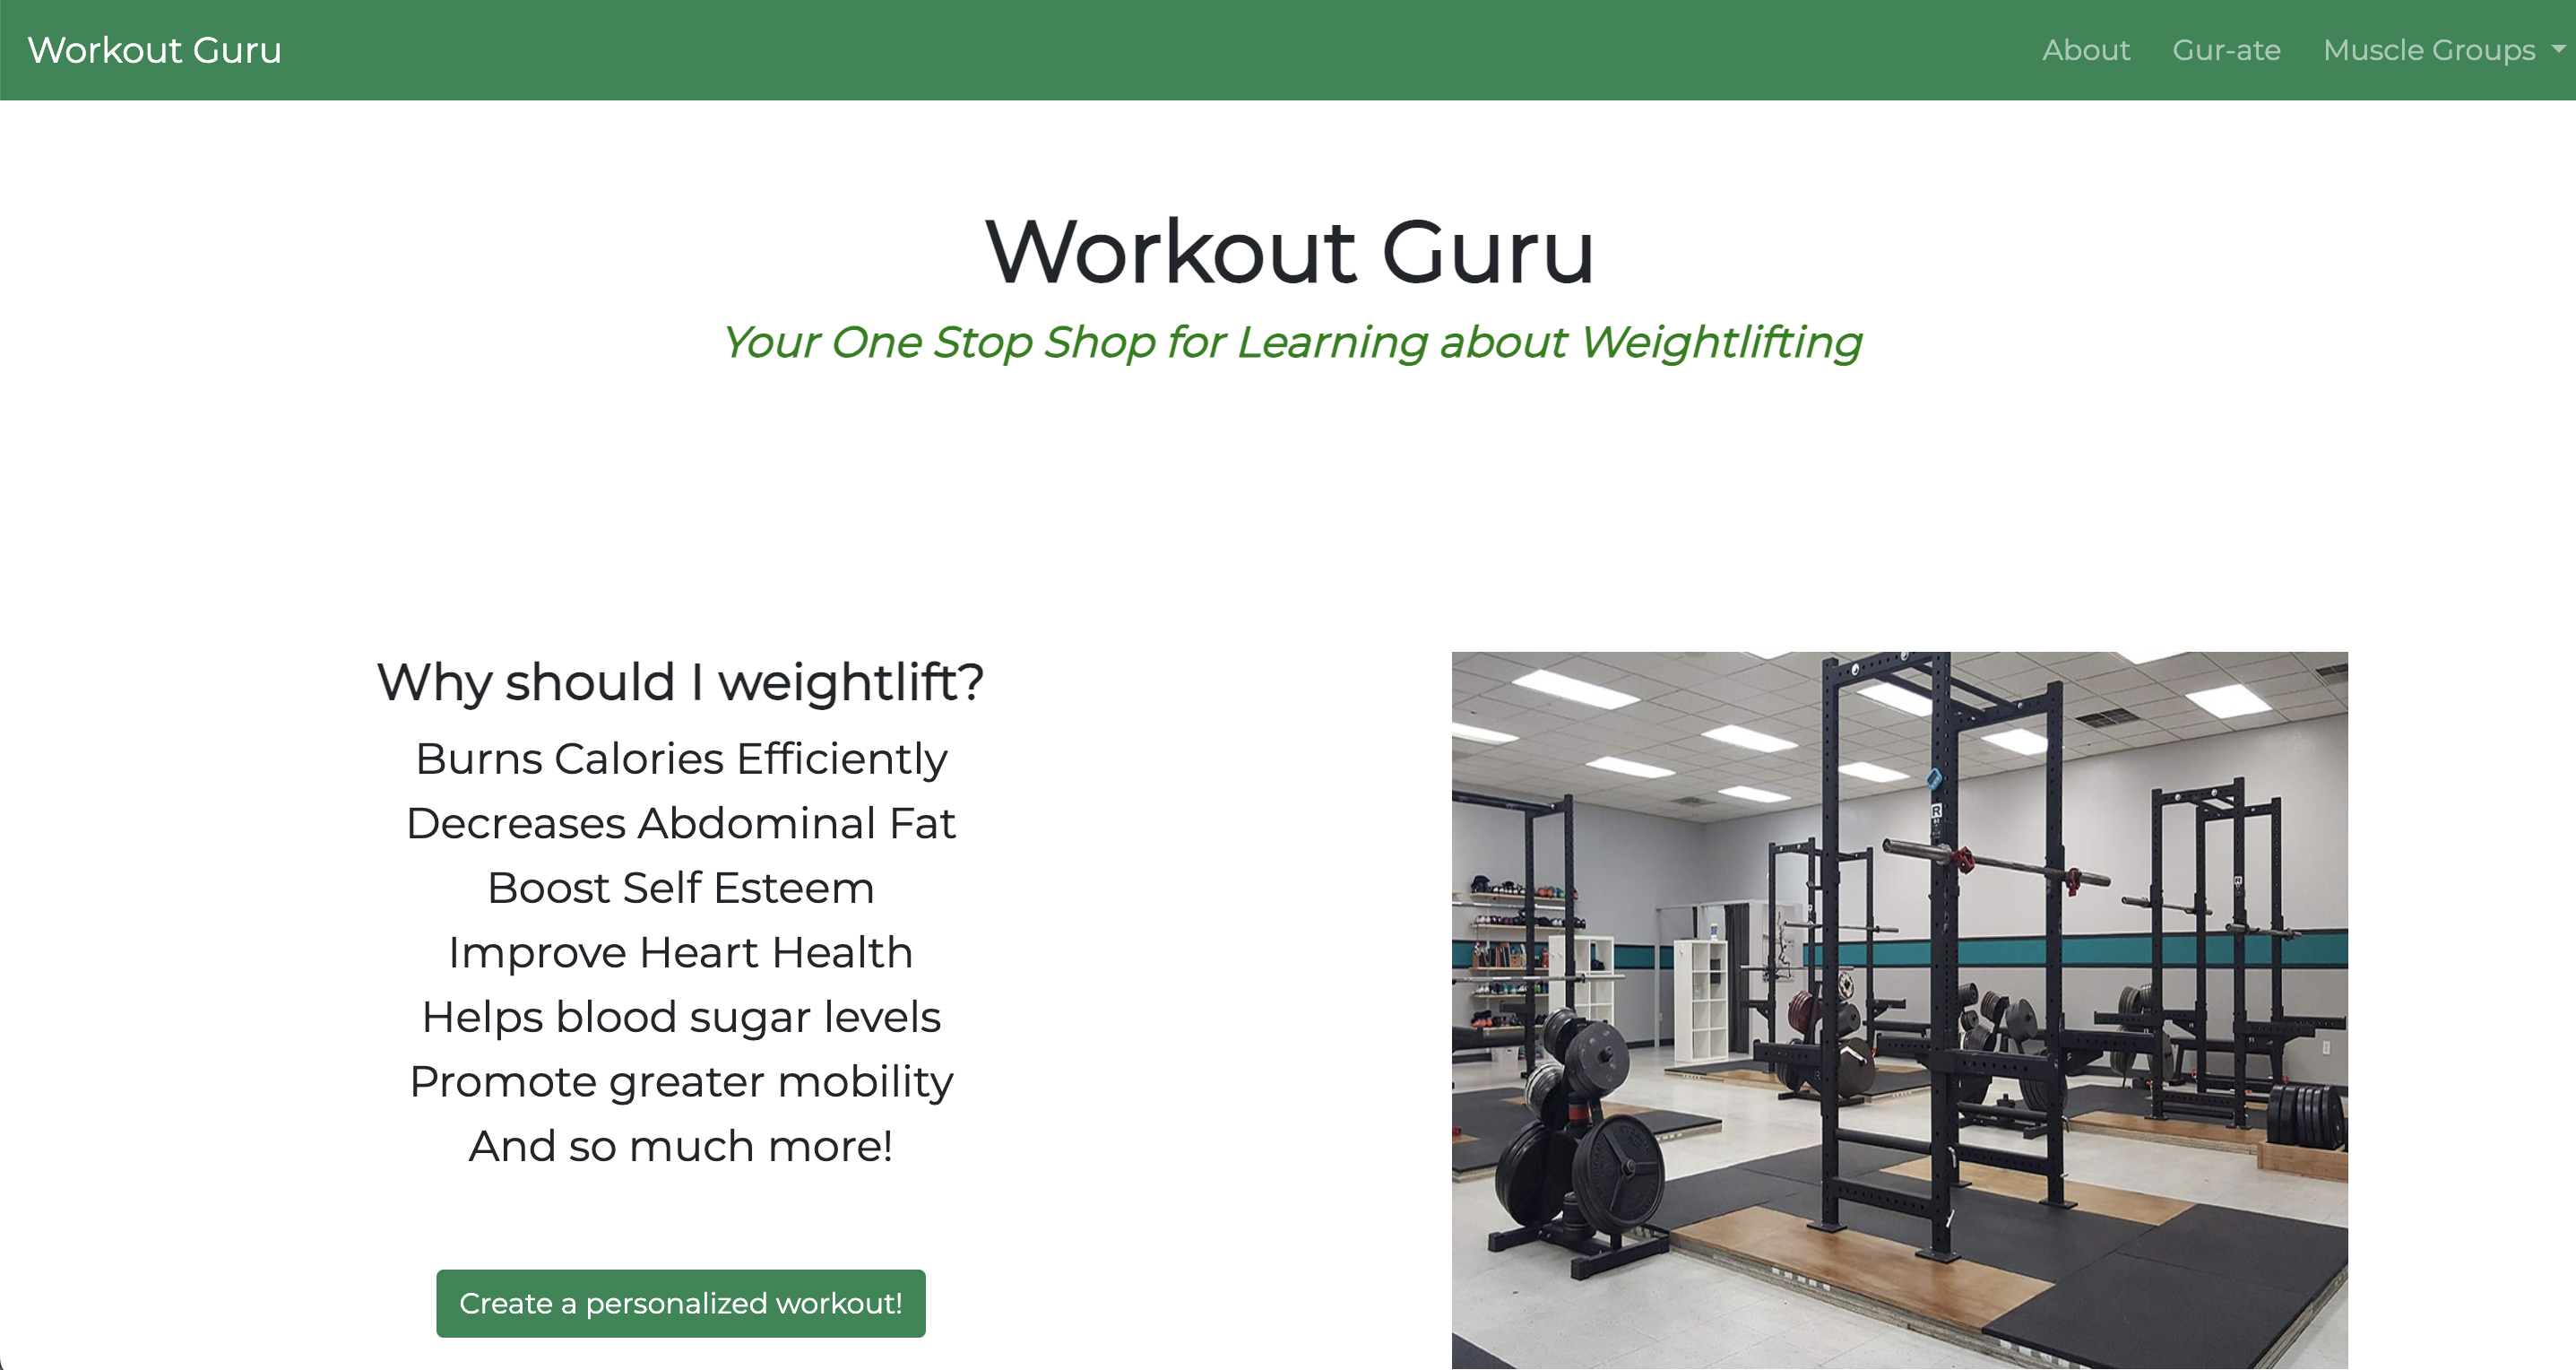 Workout Guru
About
Gur-ate
Muscle Groups
Workout Guru
Your One Stop Shop for Learning about Weightlifting
Why should I weightlift?
Burns Calories Efficiently
Decreases Abdominal Fat
Boost Self Esteem
Improve Heart Health
Helps blood sugar levels
Promote greater mobility
And so much more!
Create a personalized workout!